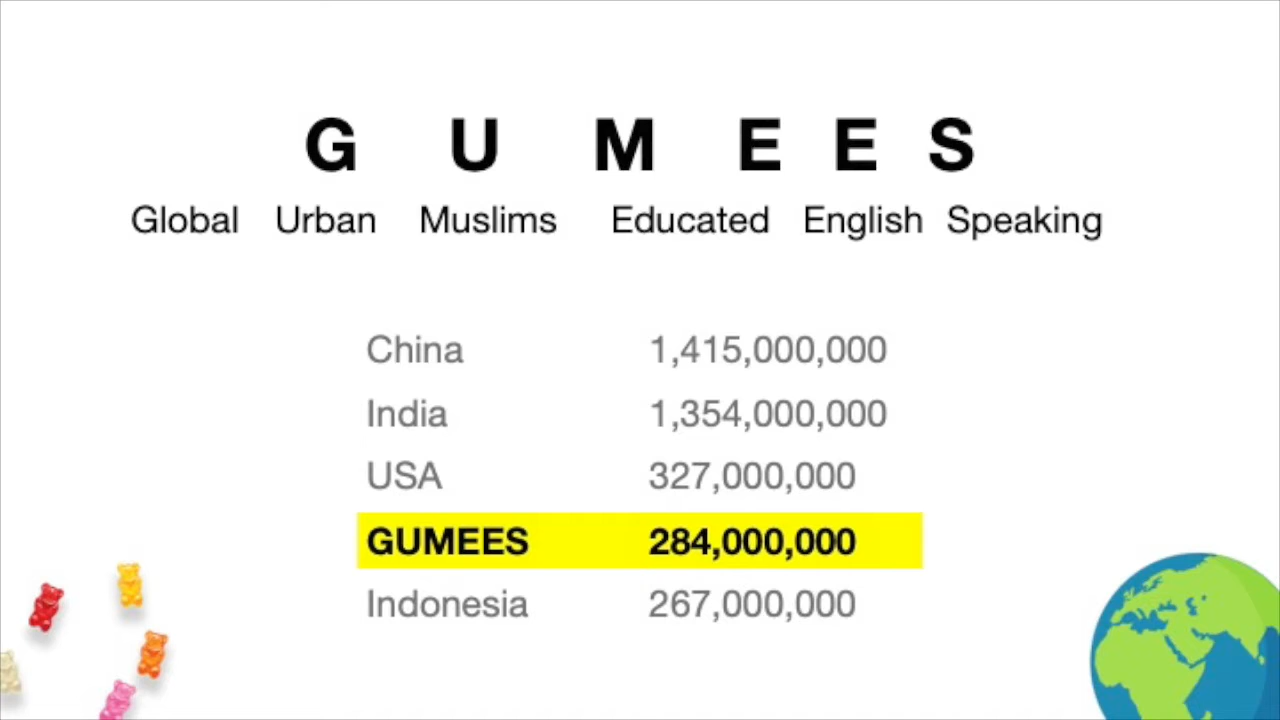 G U M E E S
Global Urban Muslims Educated English Speaking
China 1,415,000,000
India 1,354,000,000
USA 327,000,000
GUMEES 284,000,000
Indonesia 267,000,000